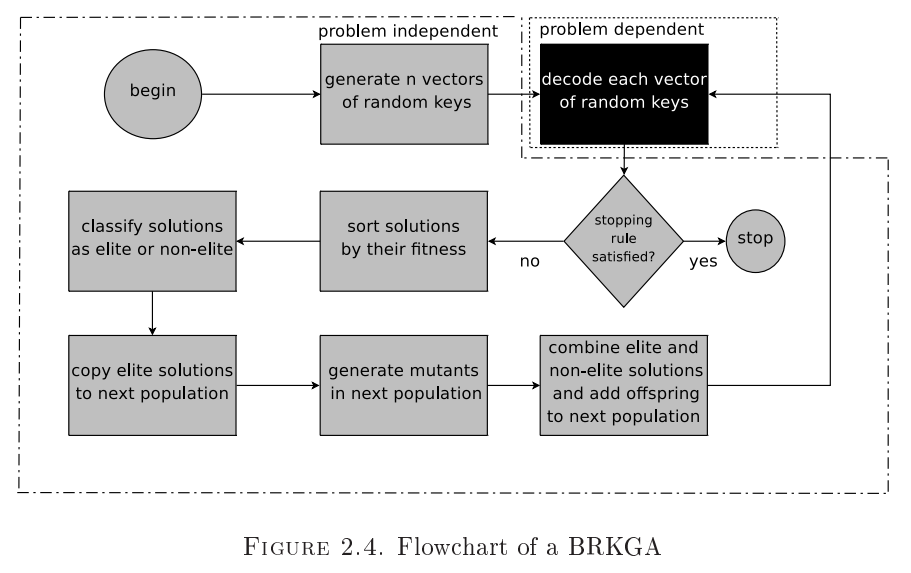 problem independent
problem dependent
begin
generate n vectors
of random keys
decode each vector
of random keys
classify solutions
as elite or non-elite
sort solutions
by their fitness
stopping
rule
satisfied?
stop
no
yes
copy elite solutions
to next population
generate mutants
in next population
combine elite and
non-elite solutions
and add offspring
to next population
FIGURE 2.4. Flowchart of a BRKGA